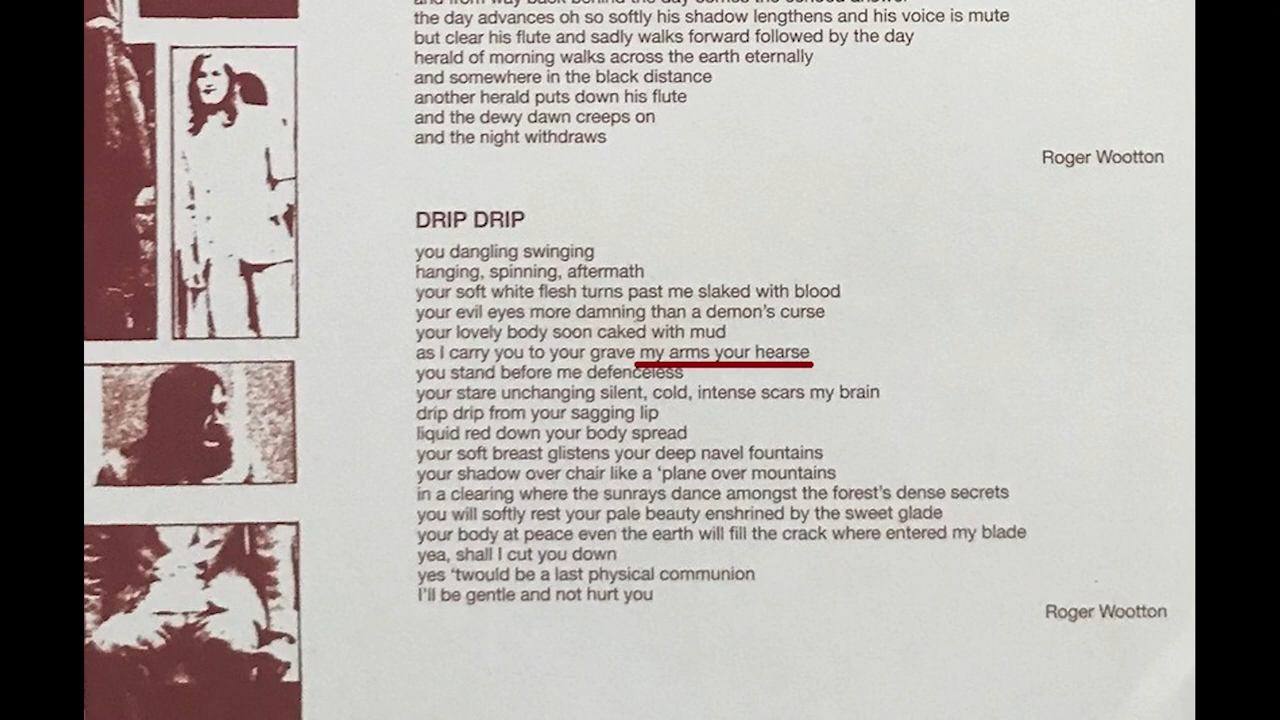 the day advances oh so softly his shadow lengthens and his voice is mute
but clear his flute and sadly walks forward followed by the day
herald of morning walks across the earth eternally
and somewhere in the black distance
another herald puts down his flute
and the dewy dawn creeps on
and the night withdraws
Roger Wootton
DRIP DRIP
you dangling swinging
hanging, spinning, aftermath
your soft white flesh turns past me slaked with blood
your evil eyes more damning than a demon's curse
your lovely body soon caked with mud
as I carry you to your grave my arms your hearse
you stand before me defenceless
your stare unchanging silent, cold, intense scars my brain
drip drip from your sagging lip
liquid red down your body spread
your soft breast glistens your deep navel fountains
your shadow over chair like a 'plane over mountains
in a clearing where the sunrays dance amongst the forest's dense secrets
you will softly rest your pale beauty enshrined by the sweet glade
your body at peace even the earth will fill the crack where entered my blade
yea, shall I cut you down
yes 'twould be a last physical communion
I'll be gentle and not hurt you
Roger Wootton